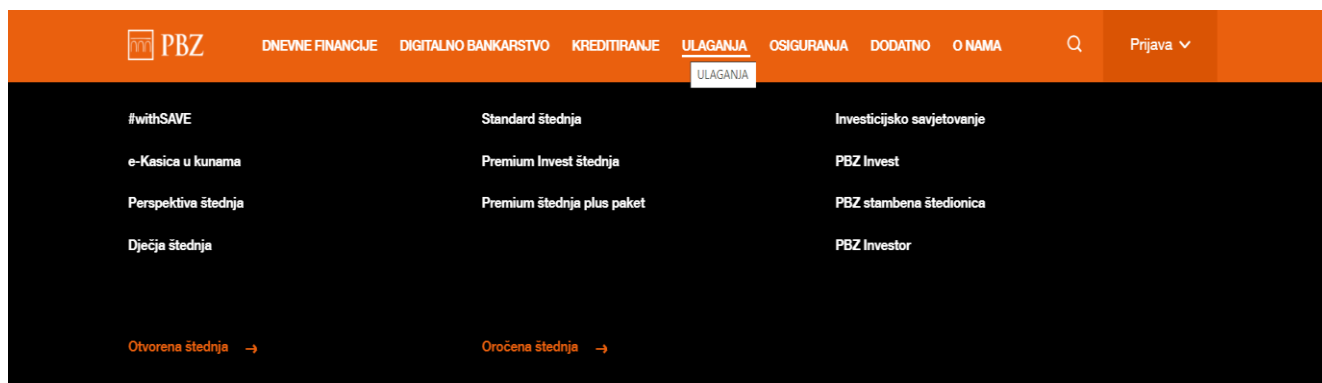 PBZ DNEVNE FINANCIJE DIGITALNO BANKARSTVO KREDITIRANJE ULAGANJA OSIGURANJA DODATNO O NAMA Prijava
ULAGANJA
#withSAVE Standard štednja Investicijsko savjetovanje
e-Kasica u kunama Premium Invest štednja PBZ Invest
Perspektiva štednja Premium štednja plus paket PBZ stambena štedionica
Dječja štednja PBZ Investor
Otvorena štednja → Oročena štednja →